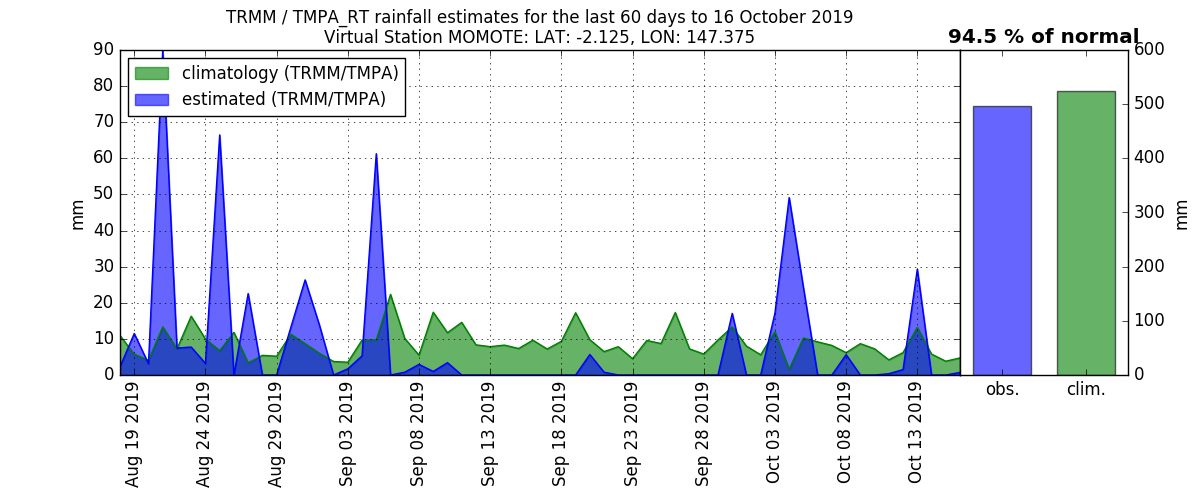 TRMM / TMPA_RT rainfall estimates for the last 60 days to 16 October 2019
Virtual Station MOMOTE: LAT: -2.125, LON: 147.375
94.5 % of normal
climatology (TRMM/TMPA)
estimated (TRMM/TMPA)
mm
90
80
70
60
50
40
30
20
10
0
Aug 19 2019
Aug 24 2019
Aug 29 2019
Sep 03 2019
Sep 08 2019
Sep 13 2019
Sep 18 2019
Sep 23 2019
Sep 28 2019
Oct 03 2019
Oct 08 2019
Oct 13 2019
obs.
clim.
600
500
400
300
200
100
0
mm